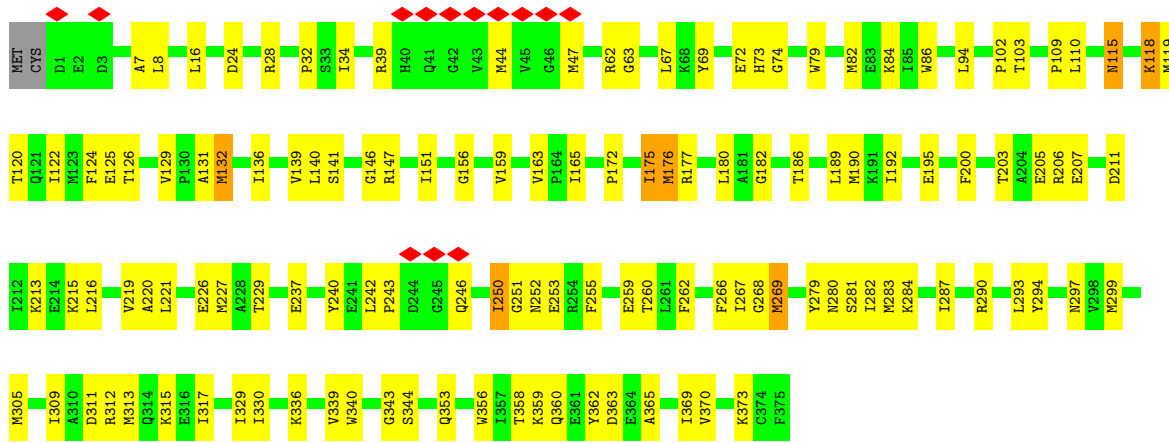 MET CYS D1 E2 D3 A7 L8 L16 D24 R28 P32 S33 I34 R39 H40 Q41 G42 V43 M44 V45 G46 M47 R62 G63 L67 K68 Y69 E72 H73 G74 W79 M82 E83 K84 I85 W86 L94 P102 T103 P109 L110 N115 K118 M119
T120 Q121 I122 M123 F124 E125 T126 V129 P130 A131 M132 I136 V139 L140 S141 G146 R147 I151 G156 V159 V163 P164 I165 P172 I175 M176 R177 L180 A181 G182 T186 L189 M190 K191 I192 E195 F200 T203 A204 E205 R206 E207 D211
I212 K213 E214 K215 L216 V219 A220 L221 E226 M227 A228 T229 E237 Y240 E241 L242 P243 D244 G245 Q246 I250 G251 N252 E253 R254 F255 E259 T260 L261 F262 F266 I267 G268 M269 Y279 N280 S281 I282 M283 K284 I287 R290 L293 Y294 N297 V298 M299
M305 I309 A310 D311 R312 M313 Q314 K315 E316 I317 I329 I330 K336 V339 W340 G343 S344 Q353 W356 I357 T358 K359 Q360 E361 Y362 D363 E364 A365 I369 V370 K373 C374 F375